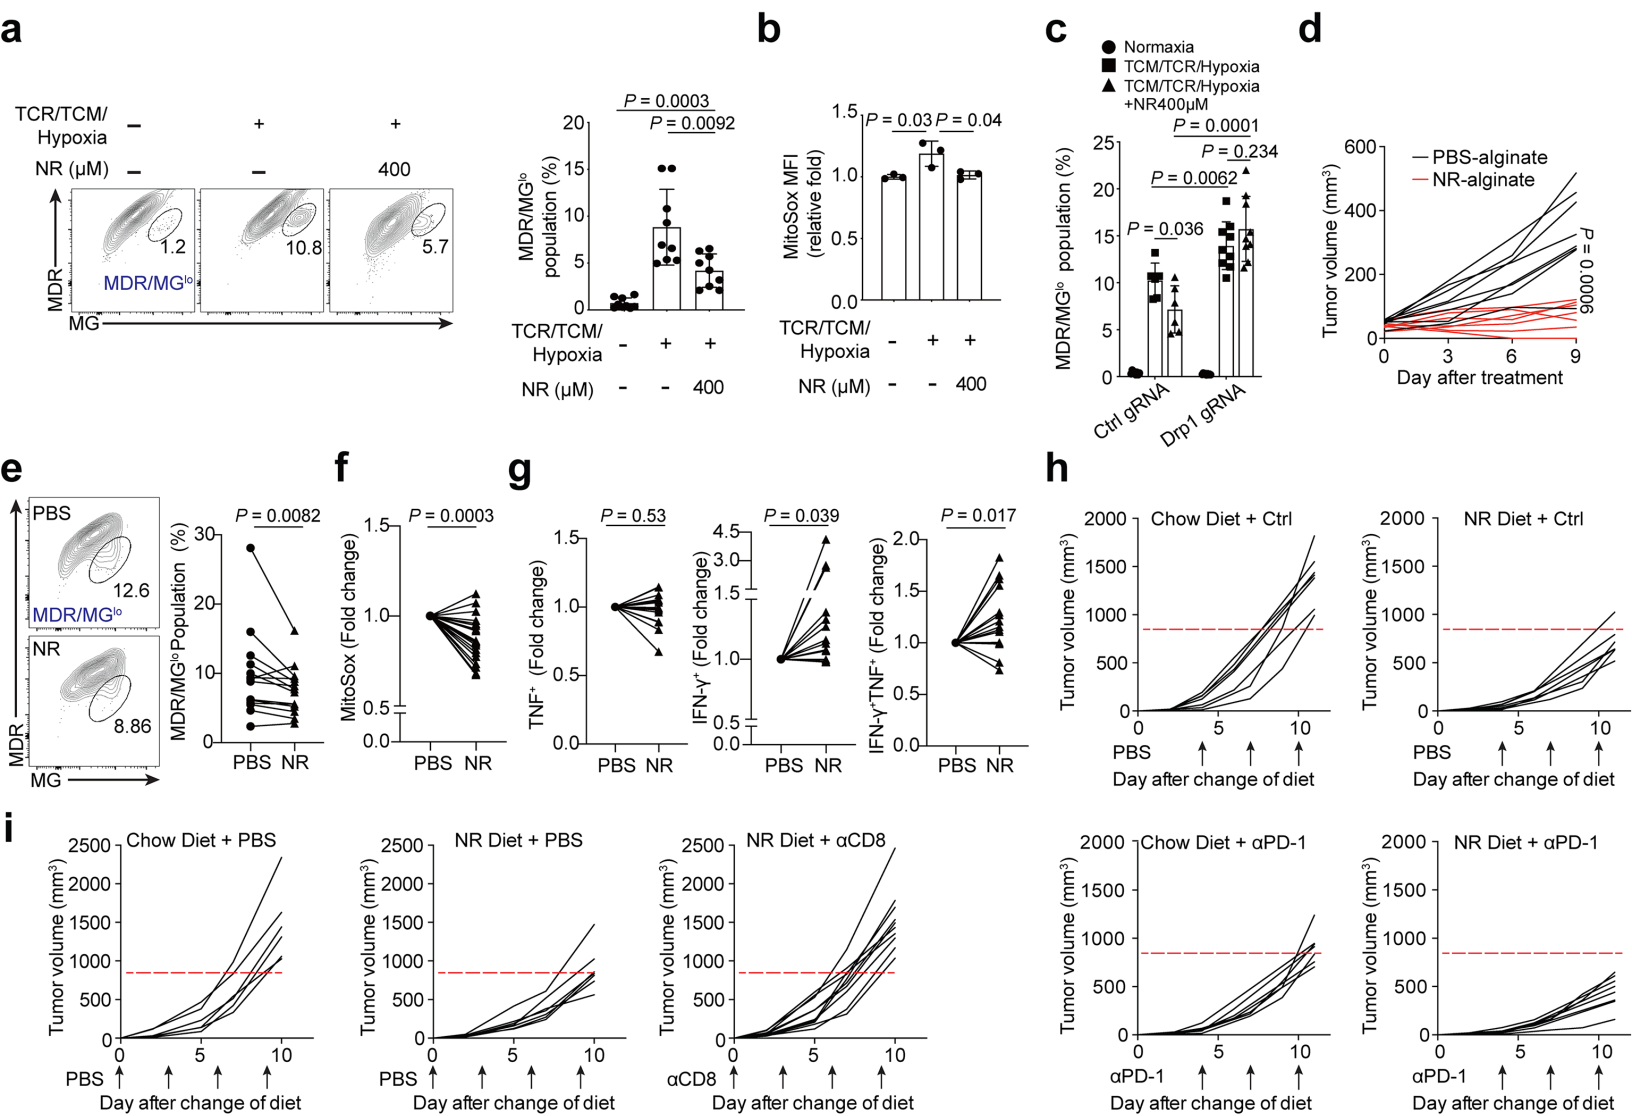 a
TCR/TCM/
Hypoxia
− + +
NR (µM)
− − 400
MDR
1.2
10.8
5.7
MDR/MGlo
MG
P = 0.0003
P = 0.0092
MDR/MGlo
population (%)
20
15
10
5
0
TCR/TCM/
Hypoxia
- + +
NR (µM)
- - 400
b
P = 0.03 P = 0.04
MitoSox MFI
(relative fold)
1.5
1.0
0.5
0.0
TCR/TCM/
Hypoxia
- + +
NR (µM)
- - 400
c
Normaxia
TCM/TCR/Hypoxia
TCM/TCR/Hypoxia
+NR400µM
P = 0.0001
P = 0.234
P = 0.0062
P = 0.036
MDR/MGlo population (%)
25
20
15
10
5
0
Ctrl gRNA
Drp1 gRNA
d
PBS-alginate
NR-alginate
Tumor volume (mm3)
600
400
200
0
0 3 6 9
Day after treatment
P = 0.0006
e
PBS
12.6
MDR/MGlo
NR
8.86
MDR
MG
P = 0.0082
MDR/MGlo Population (%)
30
20
10
0
PBS NR
f
P = 0.0003
MitoSox (Fold change)
1.5
1.0
0.5
0.0
PBS NR
g
P = 0.53
TNF+ (Fold change)
1.5
1.0
0.5
0.0
PBS NR
P = 0.039
IFN-γ+ (Fold change)
4.5
3.0
1.5
1.0
0.5
0.0
PBS NR
P = 0.017
IFN-γ+TNF+ (Fold change)
2.0
1.5
1.0
0.5
0.0
PBS NR
h
Chow Diet + Ctrl
Tumor volume (mm3)
2000
1500
1000
500
0
0 5 10
PBS
Day after change of diet
NR Diet + Ctrl
Tumor volume (mm3)
2000
1500
1000
500
0
0 5 10
PBS
Day after change of diet
Chow Diet + αPD-1
Tumor volume (mm3)
2000
1500
1000
500
0
0 5 10
αPD-1
Day after change of diet
NR Diet + αPD-1
Tumor volume (mm3)
2000
1500
1000
500
0
0 5 10
αPD-1
Day after change of diet
i
Chow Diet + PBS
Tumor volume (mm3)
2500
2000
1500
1000
500
0
0 5 10
PBS
Day after change of diet
NR Diet + PBS
Tumor volume (mm3)
2500
2000
1500
1000
500
0
0 5 10
PBS
Day after change of diet
NR Diet + αCD8
Tumor volume (mm3)
2500
2000
1500
1000
500
0
0 5 10
αCD8
Day after change of diet